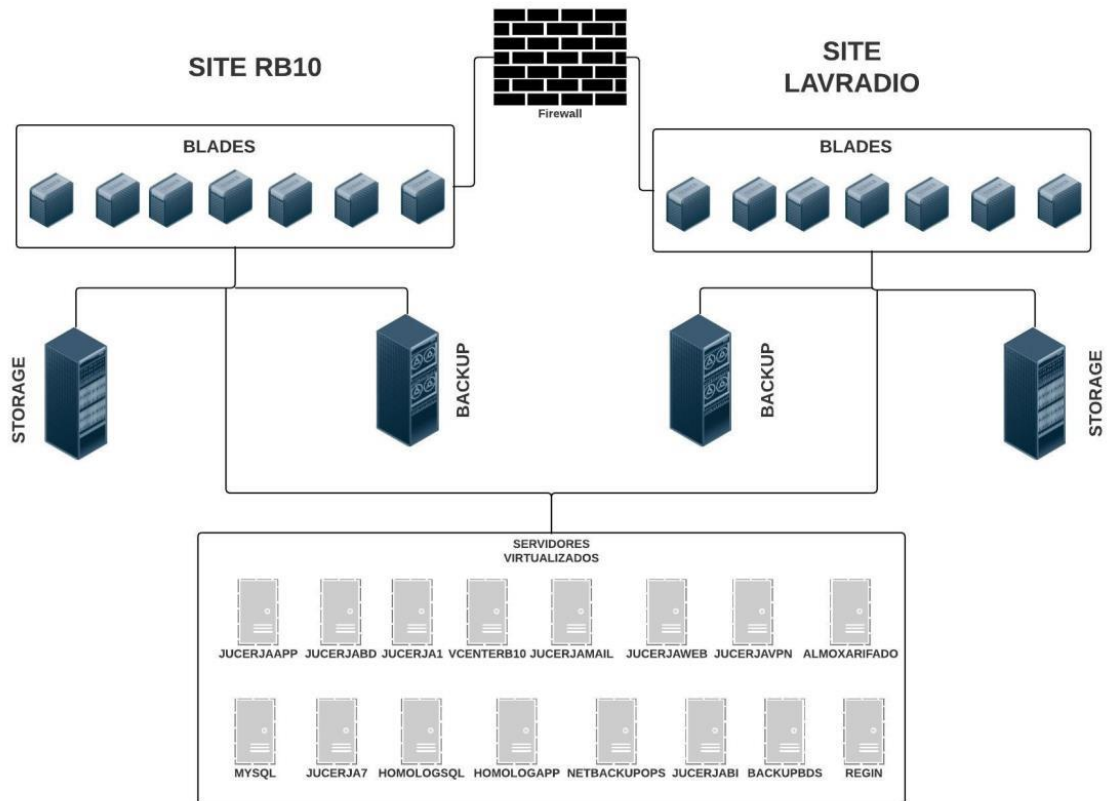 SITE RB10
Firewall
SITE
LAVRADIO
BLADES
BLADES
STORAGE
BACKUP
BACKUP
STORAGE
SERVIDORES
VIRTUALIZADOS
JUCERJAAPP JUCERJABD JUCERJA1 VCENTERB10 JUCERJAMAIL JUCERJAWEB JUCERJAVPN ALMOXARIFADO
MYSQL JUCERJA7 HOMOLOGSQL HOMOLOGAPP NETBACKUPOPS JUCERJABI BACKUPBDS REGIN